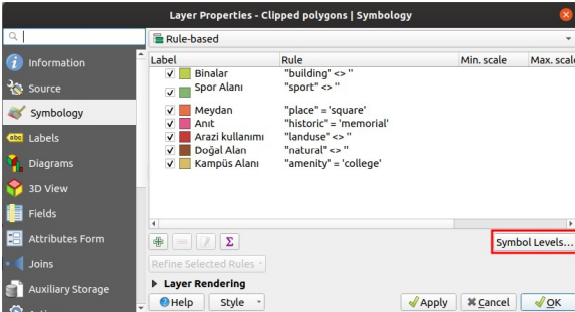 Layer Properties - Clipped polygons | Symbology
Rule-based
Information
Source
Symbology
abc Labels
Diagrams
3D View
Fields
Attributes Form
Joins
Auxiliary Storage
Label Rule Min. scale Max. scale
Binalar "building" <> ''
Spor Alanı "sport" <> ''
Meydan "place" = 'square'
Anıt "historic" = 'memorial'
Arazi kullanımı "landuse" <> ''
Doğal Alan "natural" <> ''
Kampüs Alanı "amenity" = 'college'
Symbol Levels...
Refine Selected Rules
Layer Rendering
Help Style Apply Cancel OK